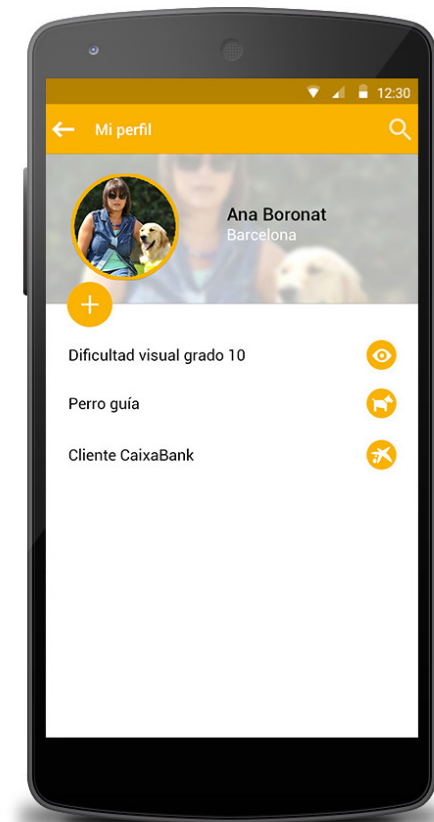 12:30
Mi perfil
Ana Boronat
Barcelona
Dificultad visual grado 10
Perro guía
Cliente CaixaBank